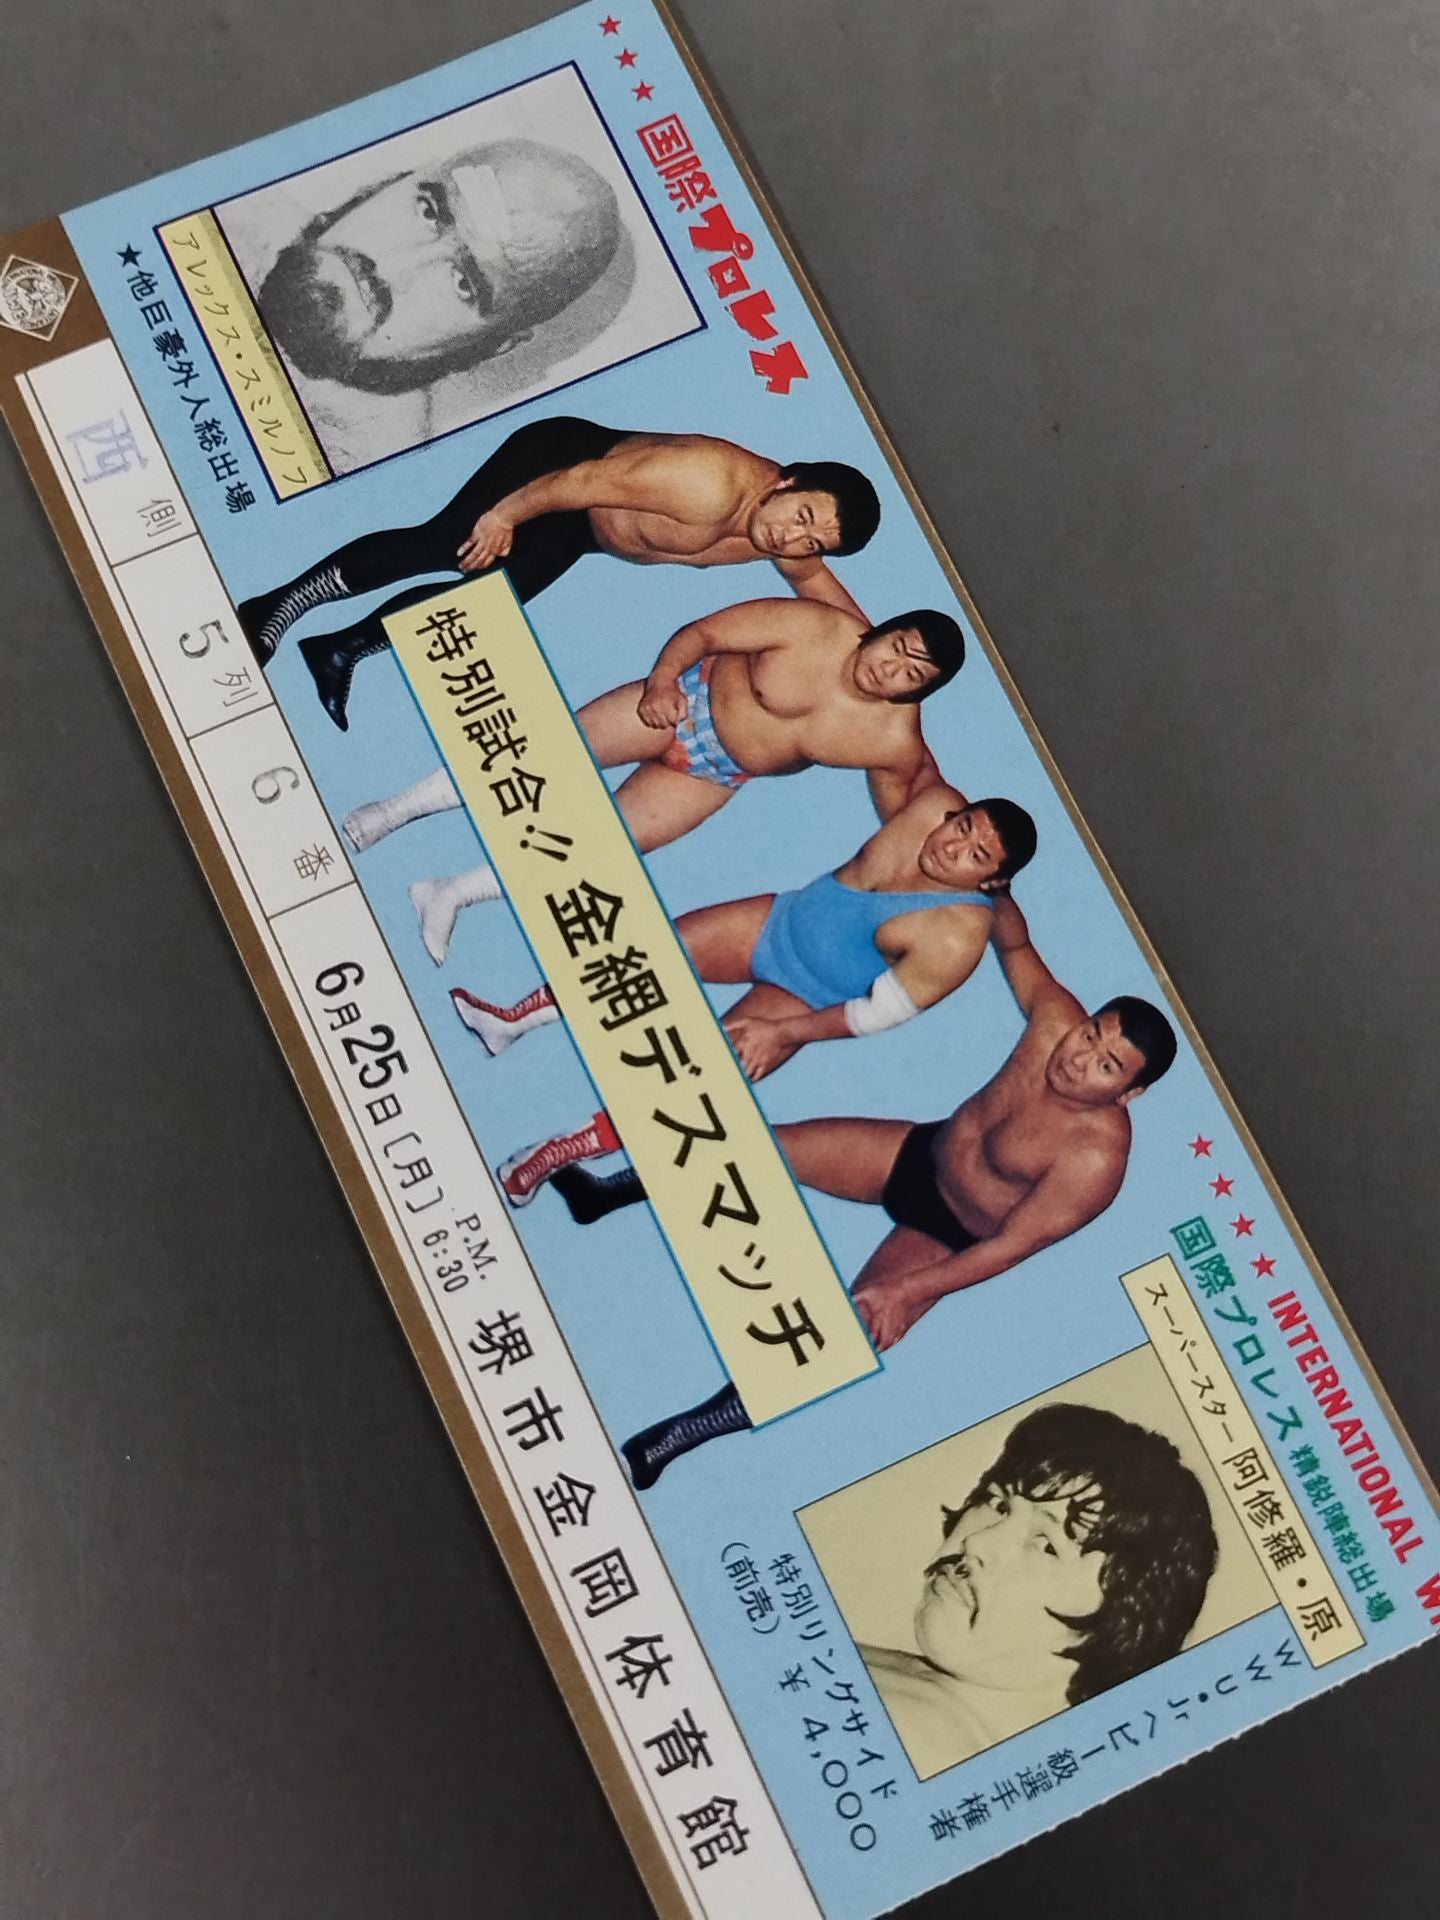 ★★★ 国際プロレス
アレックス・スミルノフ
★他巨豪外人総出場
特別試合!! 金網デスマッチ
★★★★ INTERNATIONAL
国際プロレス 精鋭陣総出場
スーパースター 阿修羅・原
WWU・Jrヘビー級選手権者
特別リングサイド
(前売) ¥4,000
西側 5列 6番
6月25日〔月〕 P.M. 6:30 堺市金岡体育館